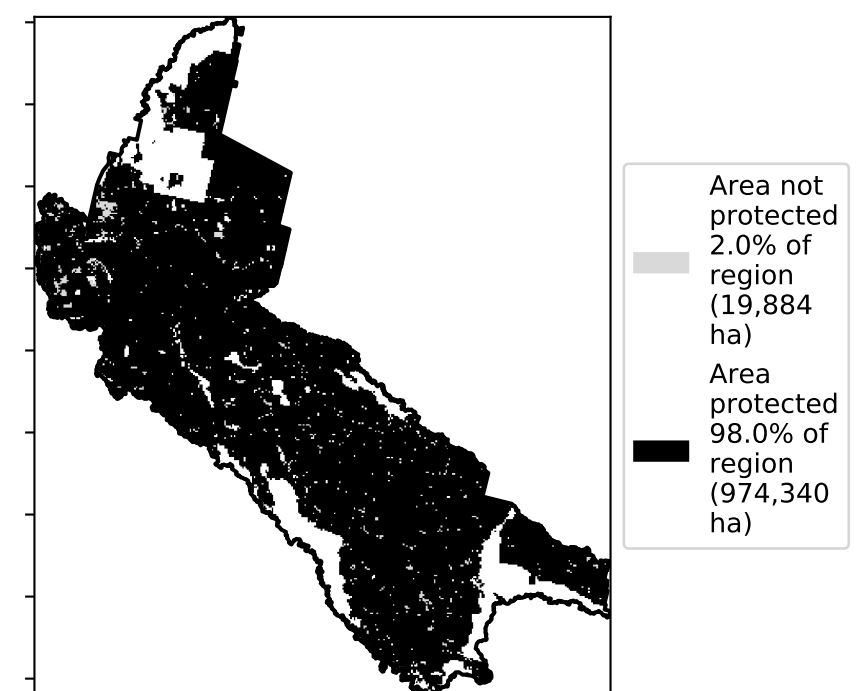 Area not
protected
2.0% of
region
(19,884
ha)
Area
protected
98.0% of
region
(974,340
ha)